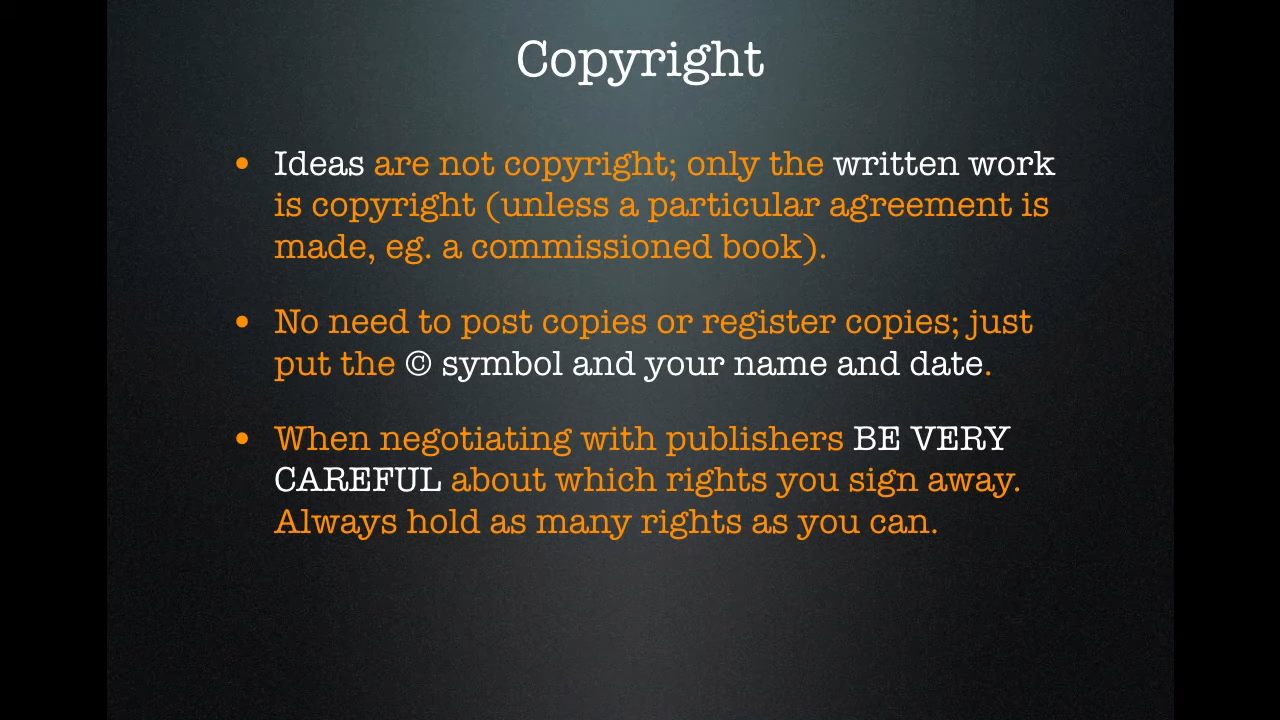 Copyright
• Ideas are not copyright; only the written work
is copyright (unless a particular agreement is
made, eg. a commissioned book).
• No need to post copies or register copies; just
put the © symbol and your name and date.
• When negotiating with publishers BE VERY
CAREFUL about which rights you sign away.
Always hold as many rights as you can.